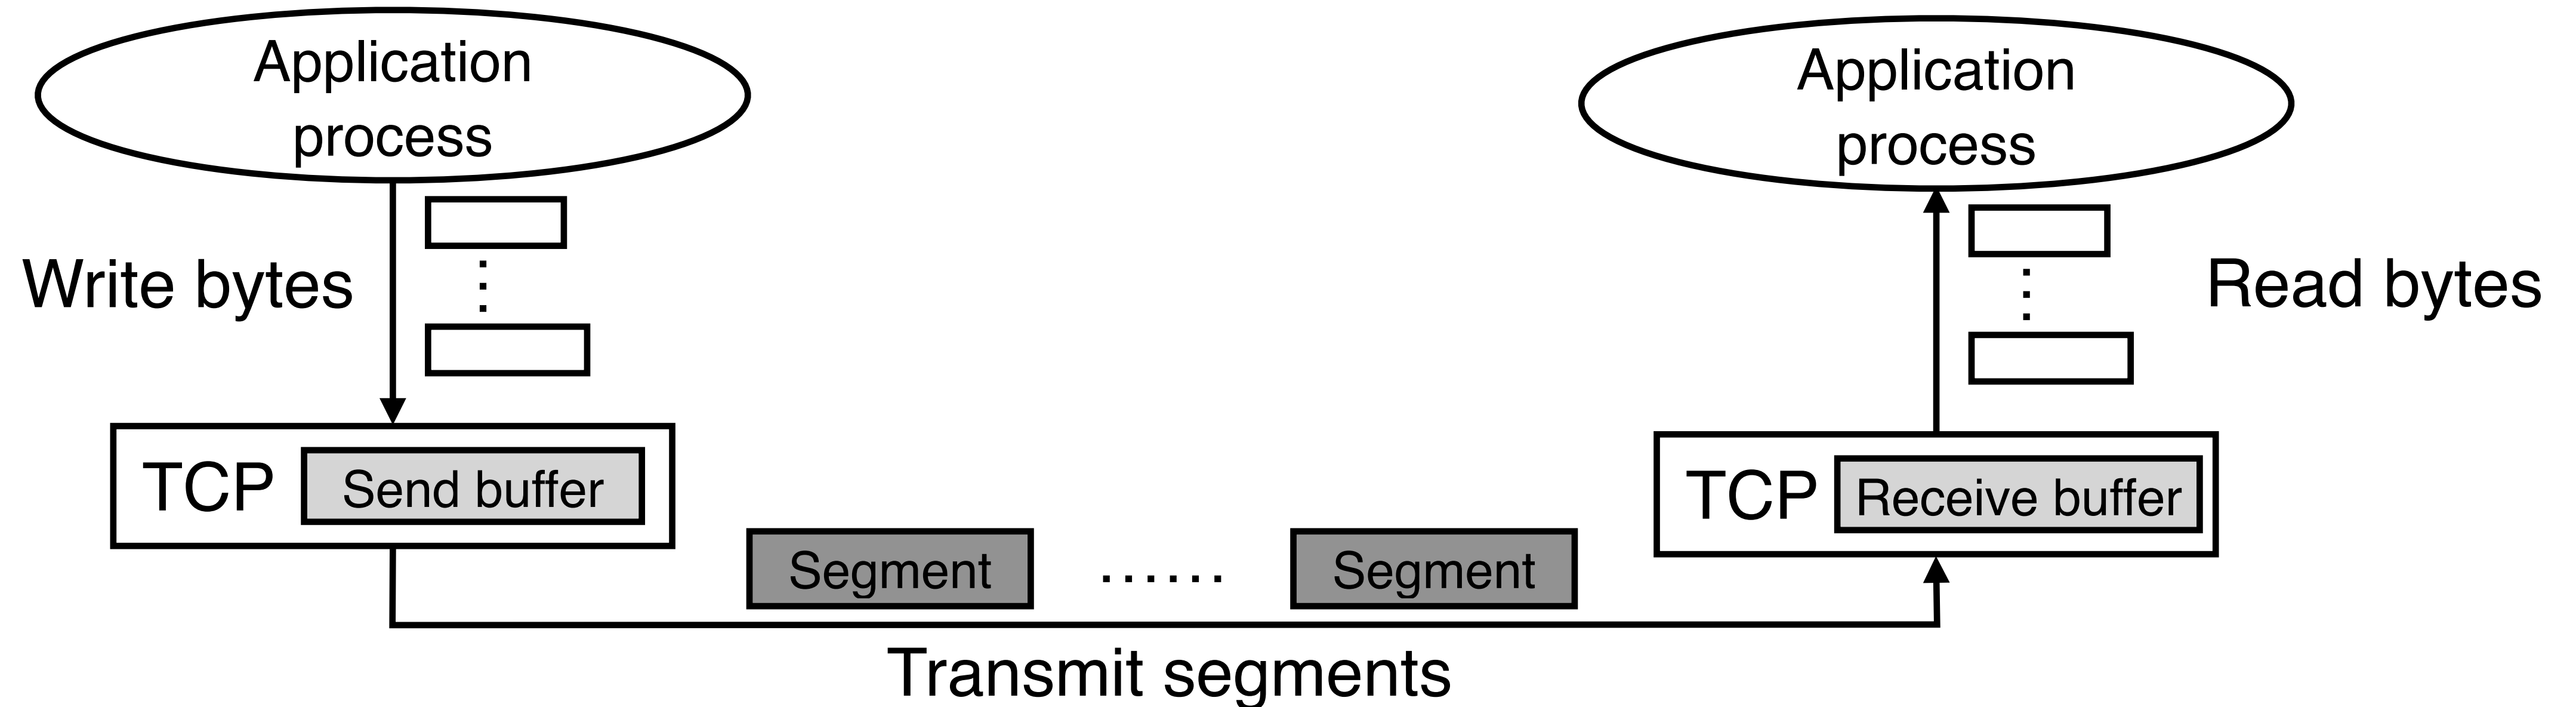 Application
process
Application
process
Write bytes
Read bytes
TCP
Send buffer
TCP
Receive buffer
Segment
......
Segment
Transmit segments